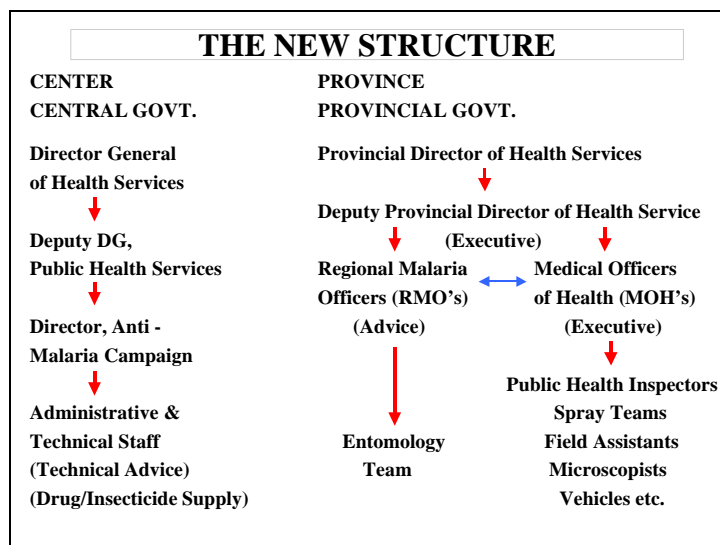 THE NEW STRUCTURE
CENTER
CENTRAL GOVT.
Director General
of Health Services
Deputy DG,
Public Health Services
Director, Anti -
Malaria Campaign
Administrative &
Technical Staff
(Technical Advice)
(Drug/Insecticide Supply)
PROVINCE
PROVINCIAL GOVT.
Provincial Director of Health Services
Deputy Provincial Director of Health Service
(Executive)
Regional Malaria
Officers (RMO's)
(Advice)
Entomology
Team
Medical Officers
of Health (MOH's)
(Executive)
Public Health Inspectors
Spray Teams
Field Assistants
Microscopists
Vehicles etc.